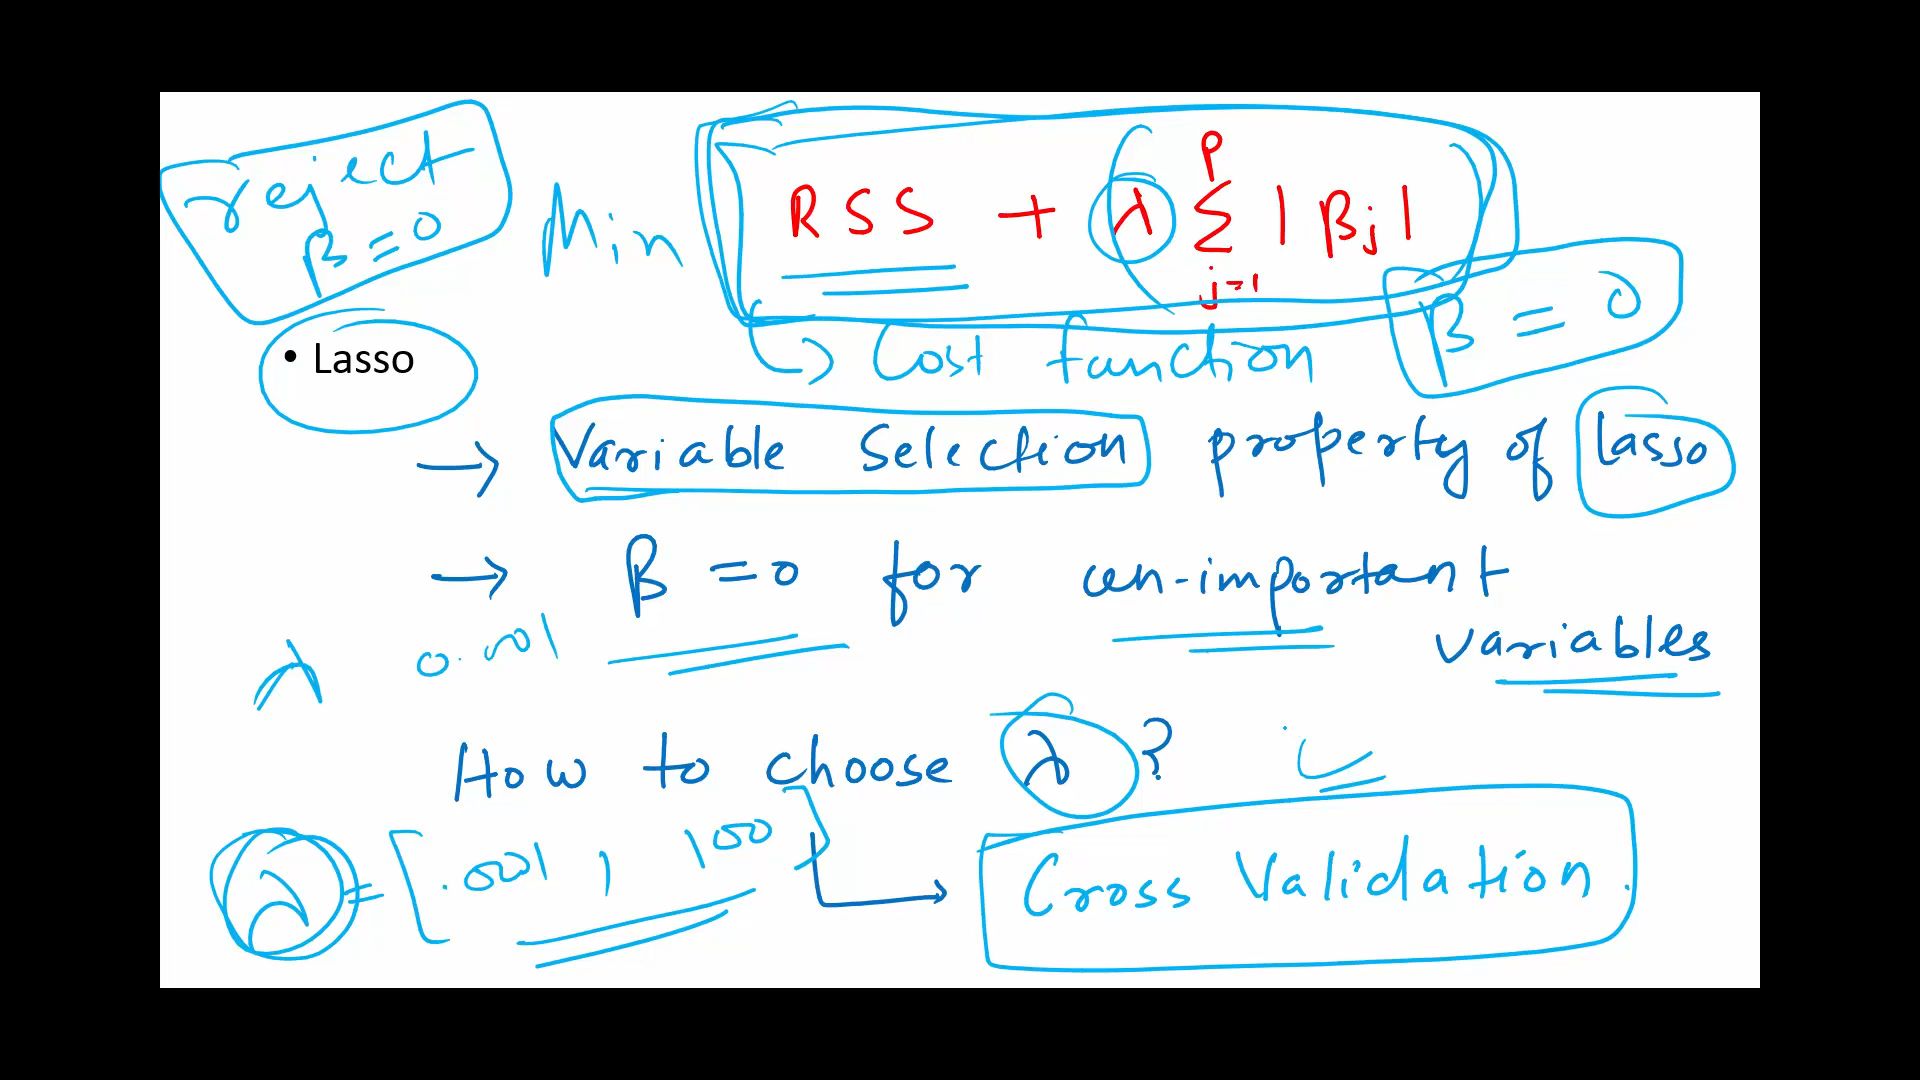 reject
β = 0
Min RSS + λ Σ |βj|
p
j=1
β = 0
• Lasso
Cost function
→ Variable Selection property of lasso
→ β = 0 for un-important
variables
λ 0.001
How to choose λ?
λ = [.001, 100]
Cross Validation.